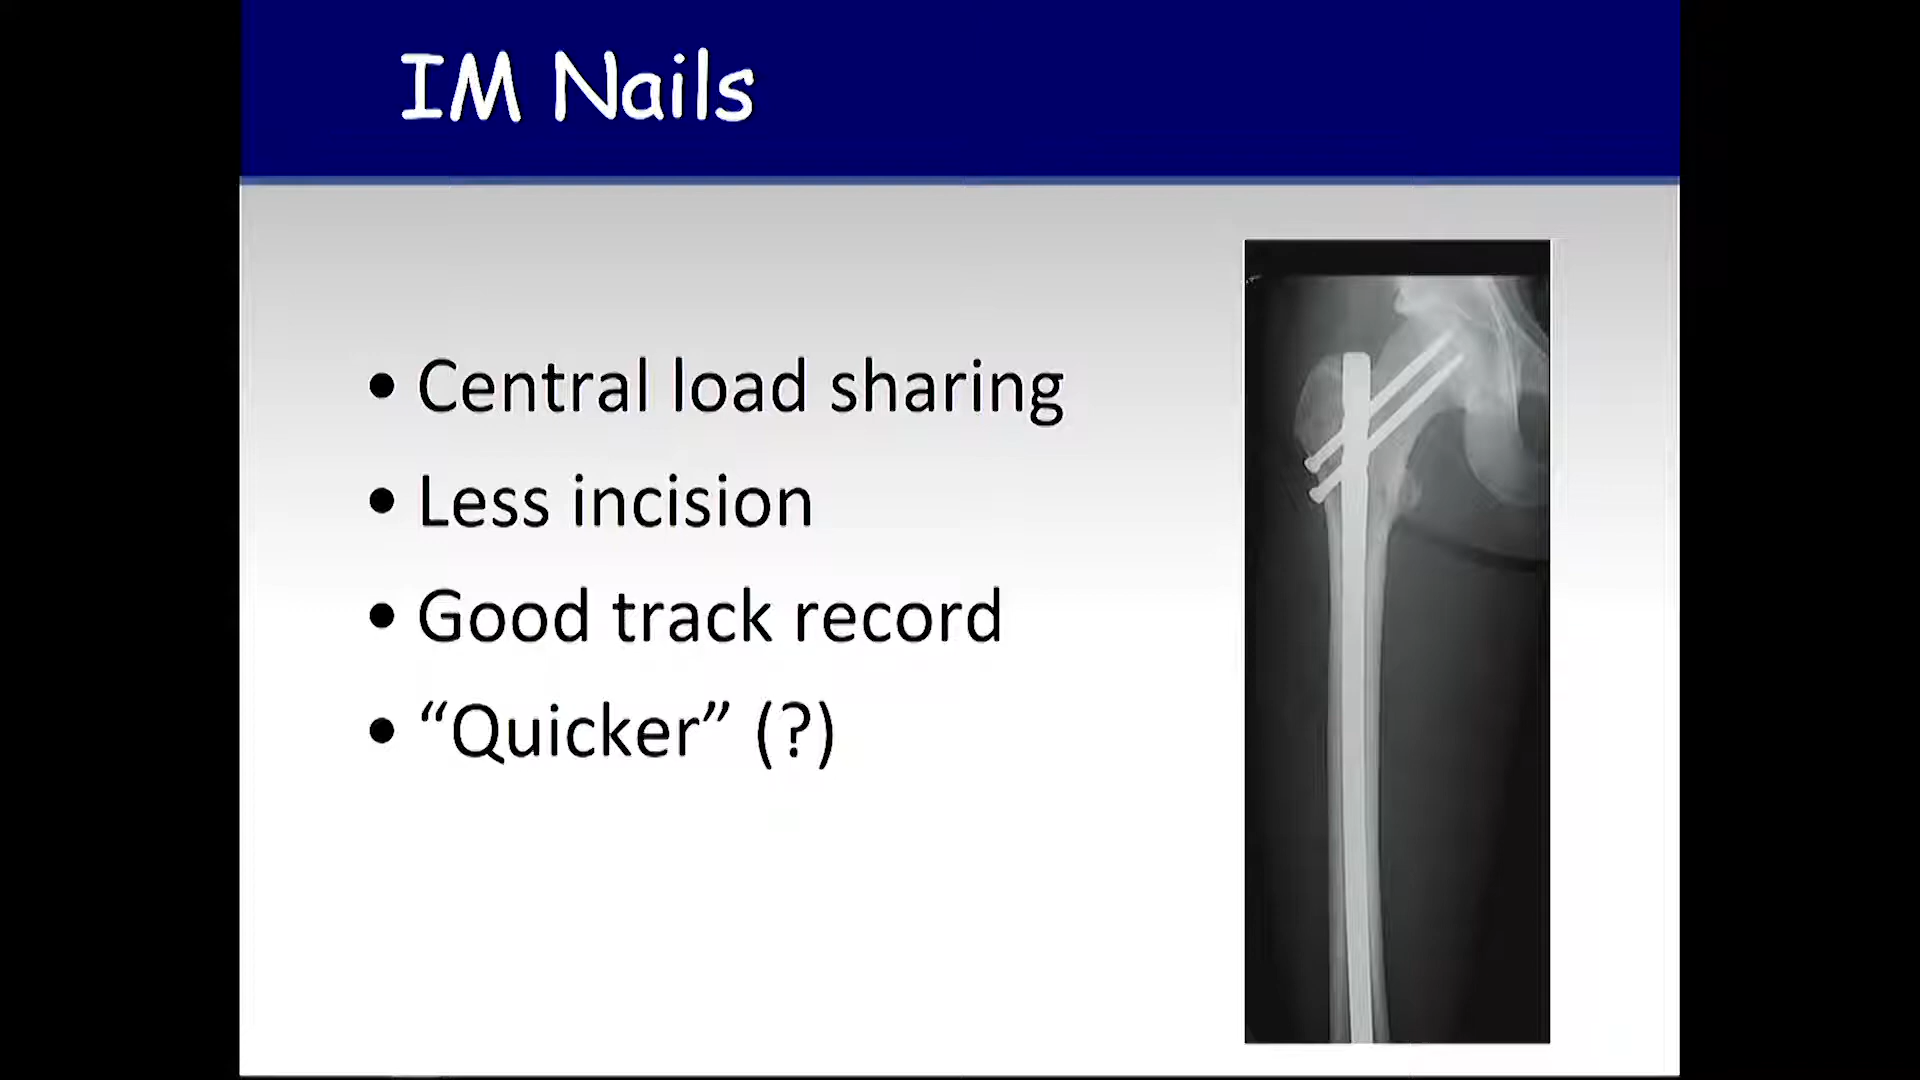 IM Nails
• Central load sharing
• Less incision
• Good track record
• “Quicker” (?)